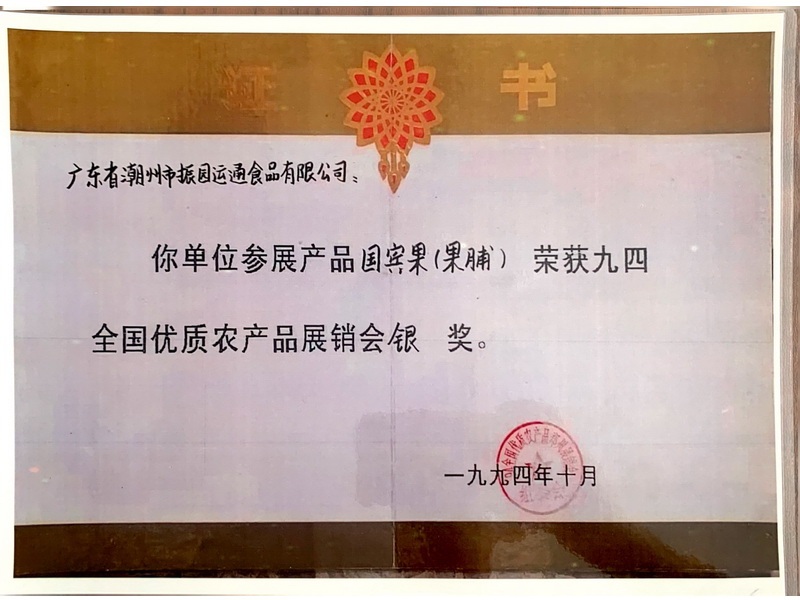 证 书
广东省潮州市振园运通食品有限公司：
你单位参展产品国宾果(果脯) 荣获九四
全国优质农产品展销会银 奖。
一九九四年十月